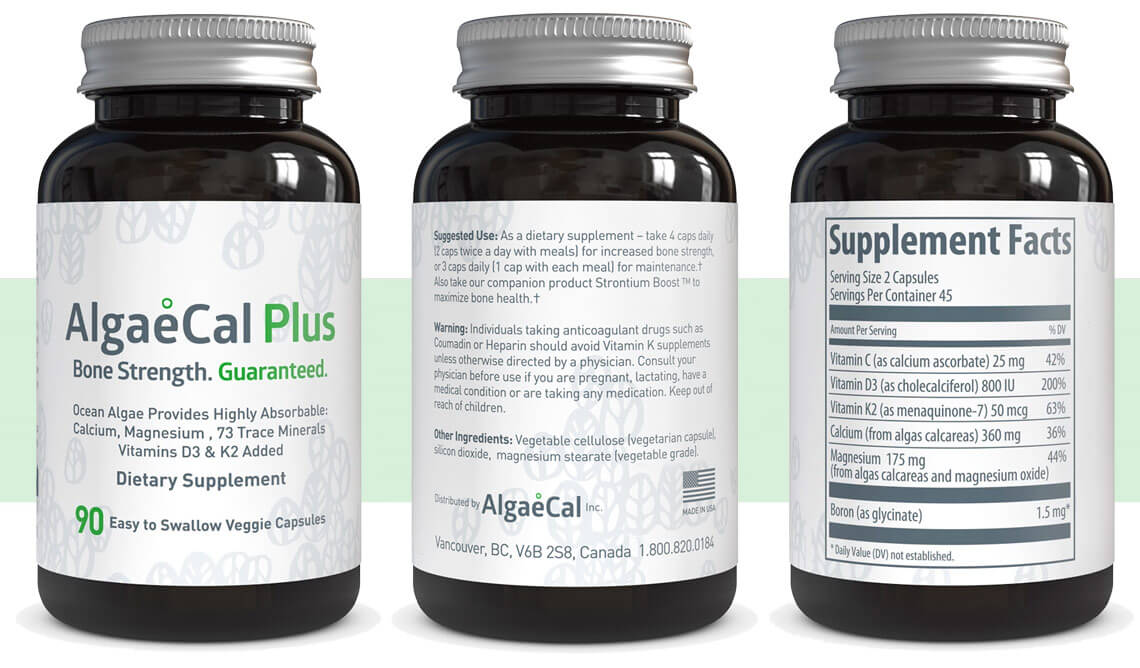 AlgaeCal Plus
Bone Strength. Guaranteed.
Ocean Algae Provides Highly Absorbable:
Calcium, Magnesium , 73 Trace Minerals
Vitamins D3 & K2 Added
Dietary Supplement
90 Easy to Swallow Veggie Capsules
Suggested Use: As a dietary supplement – take 4 caps daily
(2 caps twice a day with meals) for increased bone strength,
or 3 caps daily (1 cap with each meal) for maintenance.†
Also take our companion product Strontium Boost ™ to
maximize bone health.†
Warning: Individuals taking anticoagulant drugs such as
Coumadin or Heparin should avoid Vitamin K supplements
unless otherwise directed by a physician. Consult your
physician before use if you are pregnant, lactating, have a
medical condition or are taking any medication. Keep out of
reach of children.
Other Ingredients: Vegetable cellulose (vegetarian capsule),
silicon dioxide, magnesium stearate (vegetable grade).
Distributed by AlgaeCal Inc.
MADE IN USA
Vancouver, BC, V6B 2S8, Canada 1.800.820.0184
Supplement Facts
Serving Size 2 Capsules
Servings Per Container 45
Amount Per Serving % DV
Vitamin C (as calcium ascorbate) 25 mg 42%
Vitamin D3 (as cholecalciferol) 800 IU 200%
Vitamin K2 (as menaquinone-7) 50 mcg 63%
Calcium (from algas calcareas) 360 mg 36%
Magnesium 175 mg 44%
(from algas calcareas and magnesium oxide)
Boron (as glycinate) 1.5 mg*
* Daily Value (DV) not established.